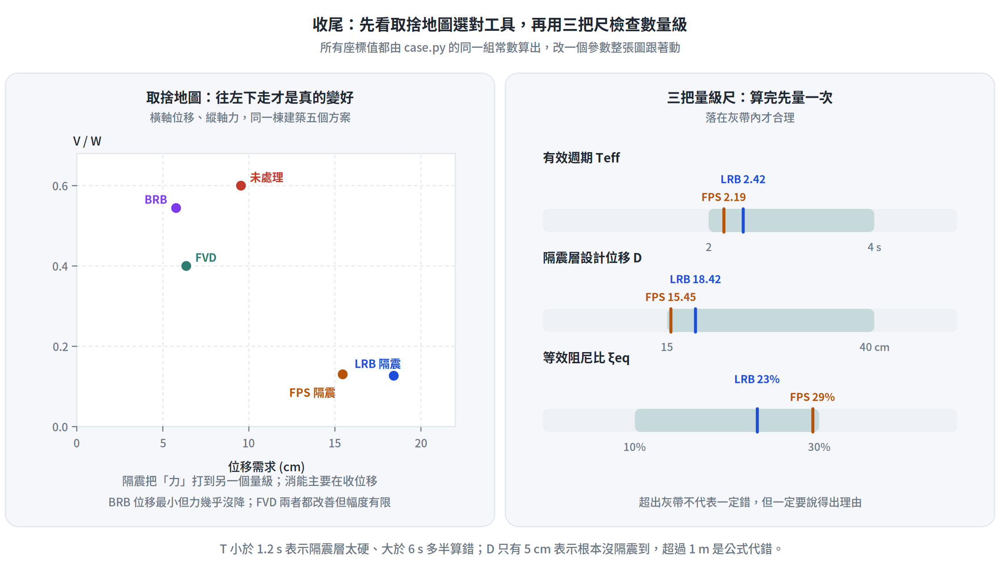 收尾：先看取捨地圖選對工具，再用三把尺檢查數量級
所有座標值都由 case.py 的同一組常數算出，改一個參數整張圖跟著動
取捨地圖：往左下走才是真的變好
橫軸位移、縱軸力，同一棟建築五個方案
V / W
0.6
0.4
0.2
0.0
未處理
BRB
FVD
LRB 隔震
FPS 隔震
0
5
10
15
20
位移需求 (cm)
隔震把「力」打到另一個量級；消能主要在收位移
BRB 位移最小但力幾乎沒降；FVD 兩者都改善但幅度有限
三把量級尺：算完先量一次
落在灰帶內才合理
有效週期 Teff
LRB 2.42
FPS 2.19
2
4 s
隔震層設計位移 D
LRB 18.42
FPS 15.45
15
40 cm
等效阻尼比 ξeq
LRB 23%
FPS 29%
10%
30%
超出灰帶不代表一定錯，但一定要說得出理由
T 小於 1.2 s 表示隔震層太硬、大於 6 s 多半算錯；D 只有 5 cm 表示根本沒隔震到，超過 1 m 是公式代錯。